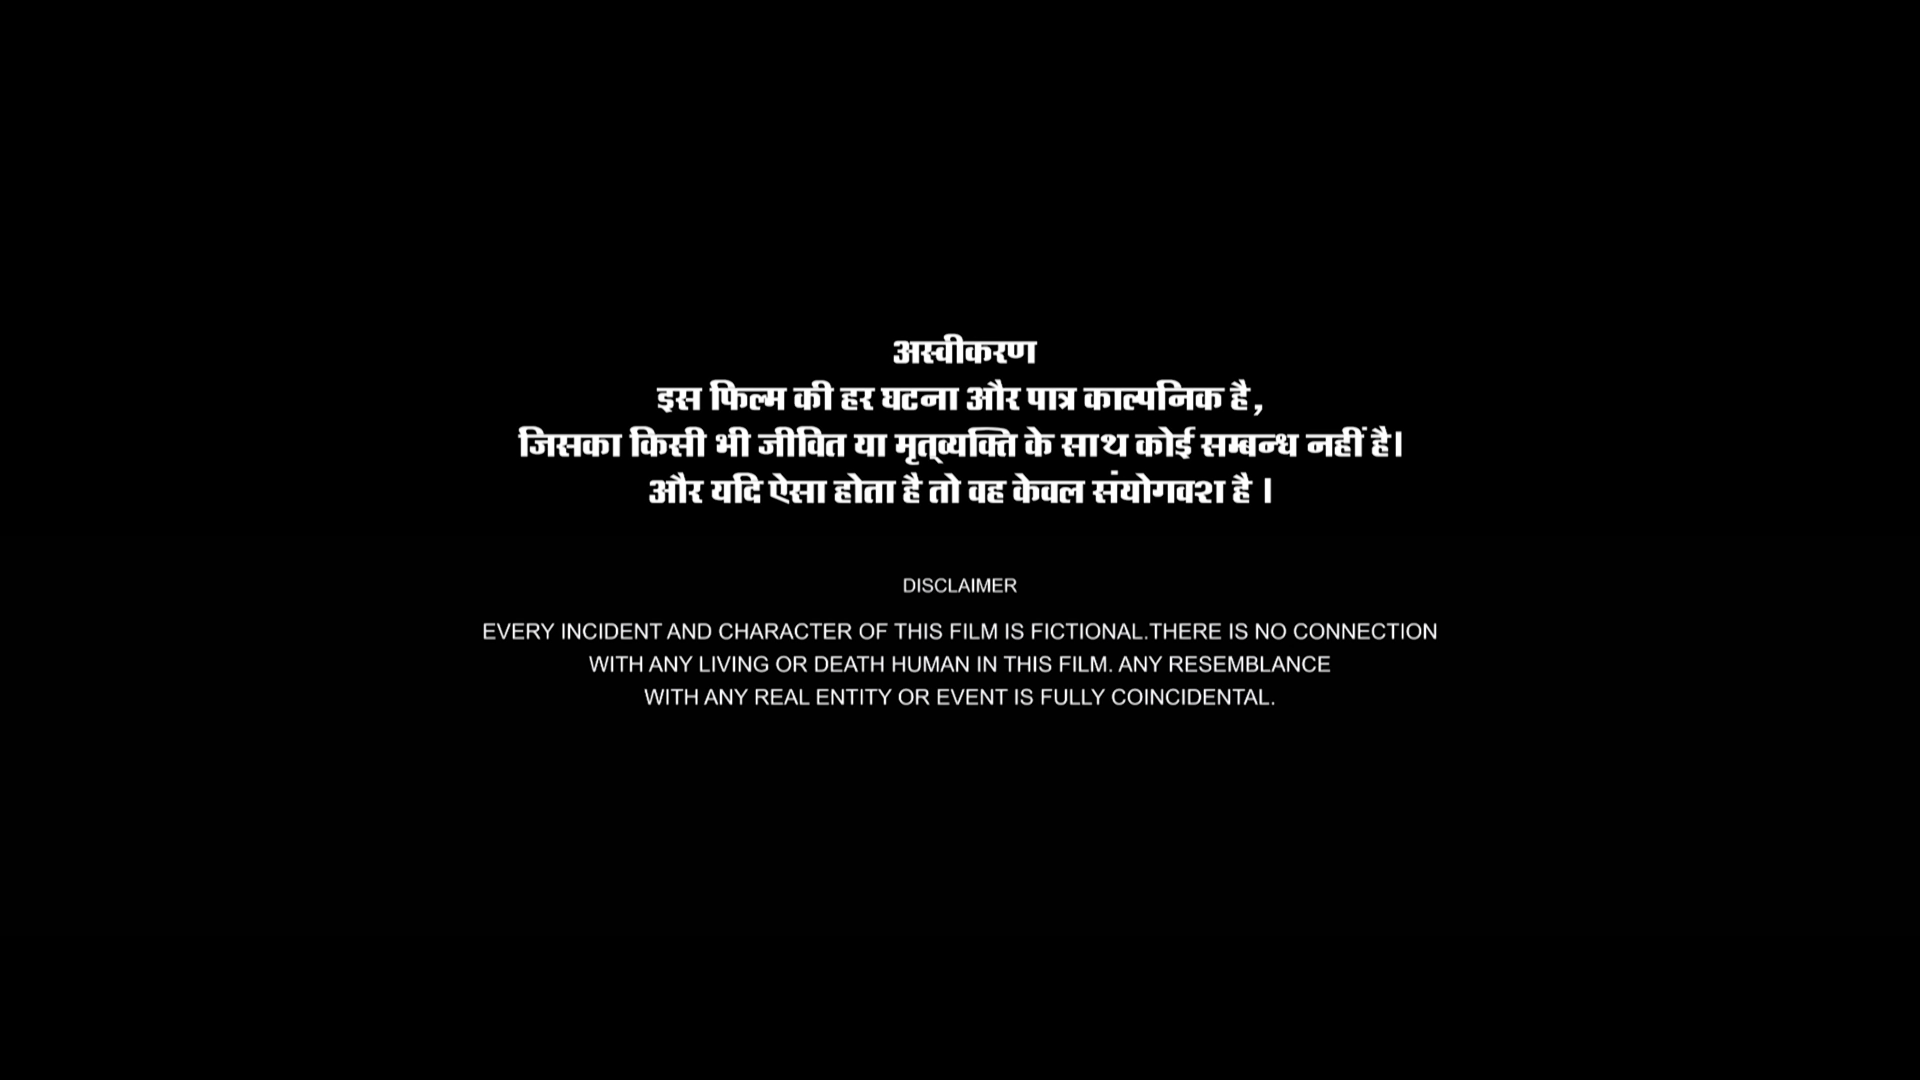 अस्वीकरण
इस फिल्म की हर घटना और पात्र काल्पनिक है,
जिसका किसी भी जीवित या मृत्व्यक्ति के साथ कोई सम्बन्ध नहीं है।
और यदि ऐसा होता है तो वह केवल संयोगवश है ।
DISCLAIMER
EVERY INCIDENT AND CHARACTER OF THIS FILM IS FICTIONAL.THERE IS NO CONNECTION
WITH ANY LIVING OR DEATH HUMAN IN THIS FILM. ANY RESEMBLANCE
WITH ANY REAL ENTITY OR EVENT IS FULLY COINCIDENTAL.